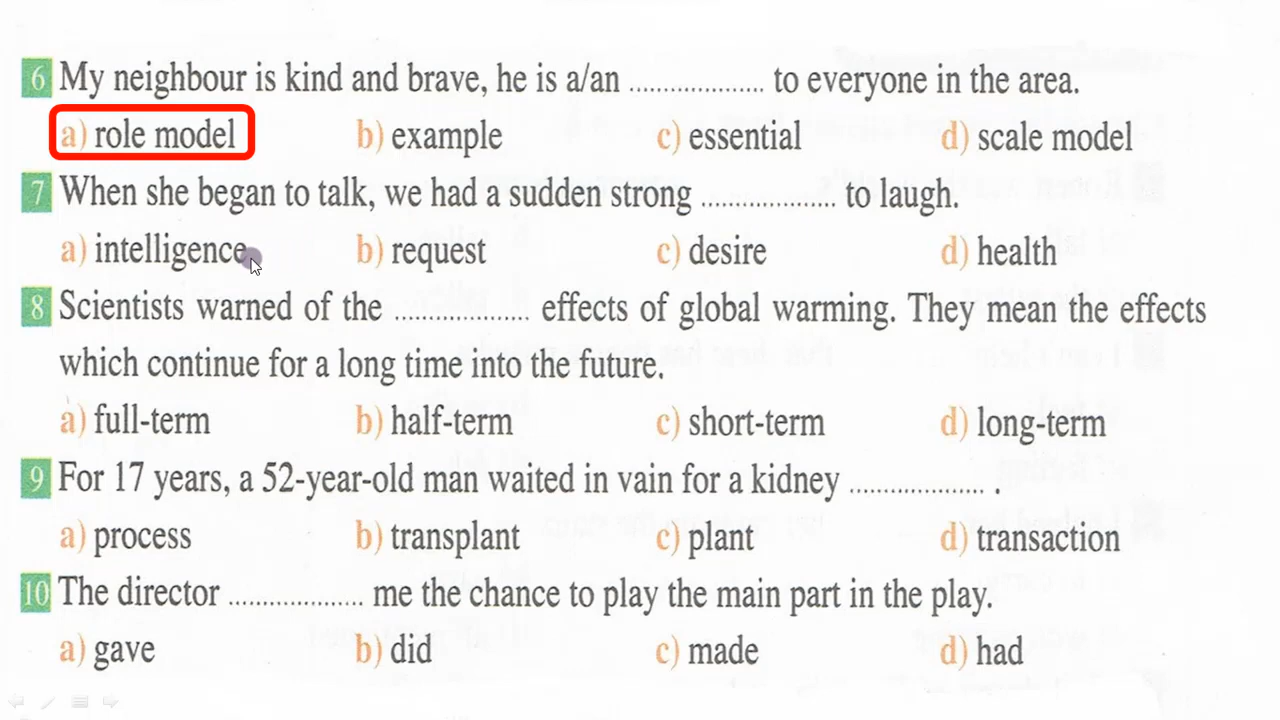 6 My neighbour is kind and brave, he is a/an .................... to everyone in the area.
a) role model b) example c) essential d) scale model
7 When she began to talk, we had a sudden strong .................... to laugh.
a) intelligence b) request c) desire d) health
8 Scientists warned of the .................... effects of global warming. They mean the effects
which continue for a long time into the future.
a) full-term b) half-term c) short-term d) long-term
9 For 17 years, a 52-year-old man waited in vain for a kidney .................... .
a) process b) transplant c) plant d) transaction
10 The director .................... me the chance to play the main part in the play.
a) gave b) did c) made d) had